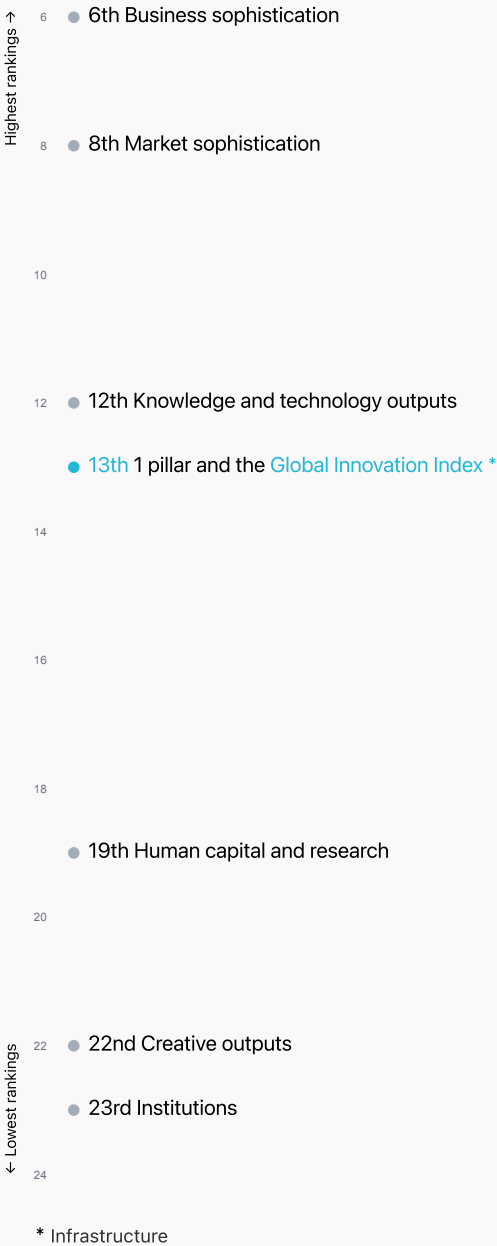 Highest rankings →
6
6th Business sophistication
8
8th Market sophistication
10
12
12th Knowledge and technology outputs
13th 1 pillar and the Global Innovation Index *
14
16
18
19th Human capital and research
20
22
22nd Creative outputs
23rd Institutions
← Lowest rankings
24
* Infrastructure